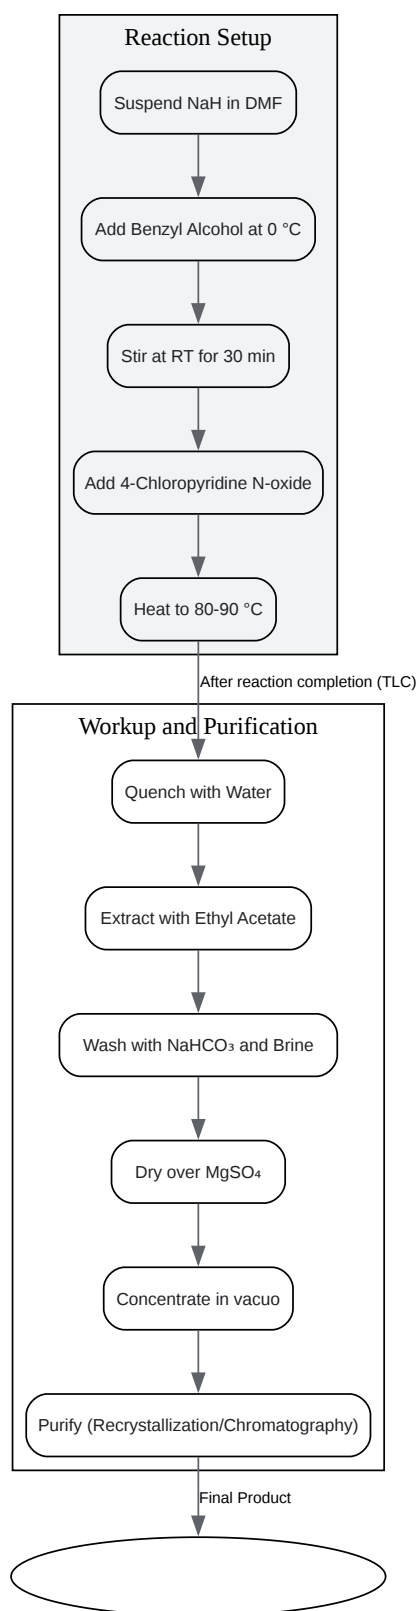 Reaction Setup
Suspend NaH in DMF
Add Benzyl Alcohol at 0 °C
Stir at RT for 30 min
Add 4-Chloropyridine N-oxide
Heat to 80-90 °C
After reaction completion (TLC)
Workup and Purification
Quench with Water
Extract with Ethyl Acetate
Wash with NaHCO₃ and Brine
Dry over MgSO₄
Concentrate in vacuo
Purify (Recrystallization/Chromatography)
Final Product